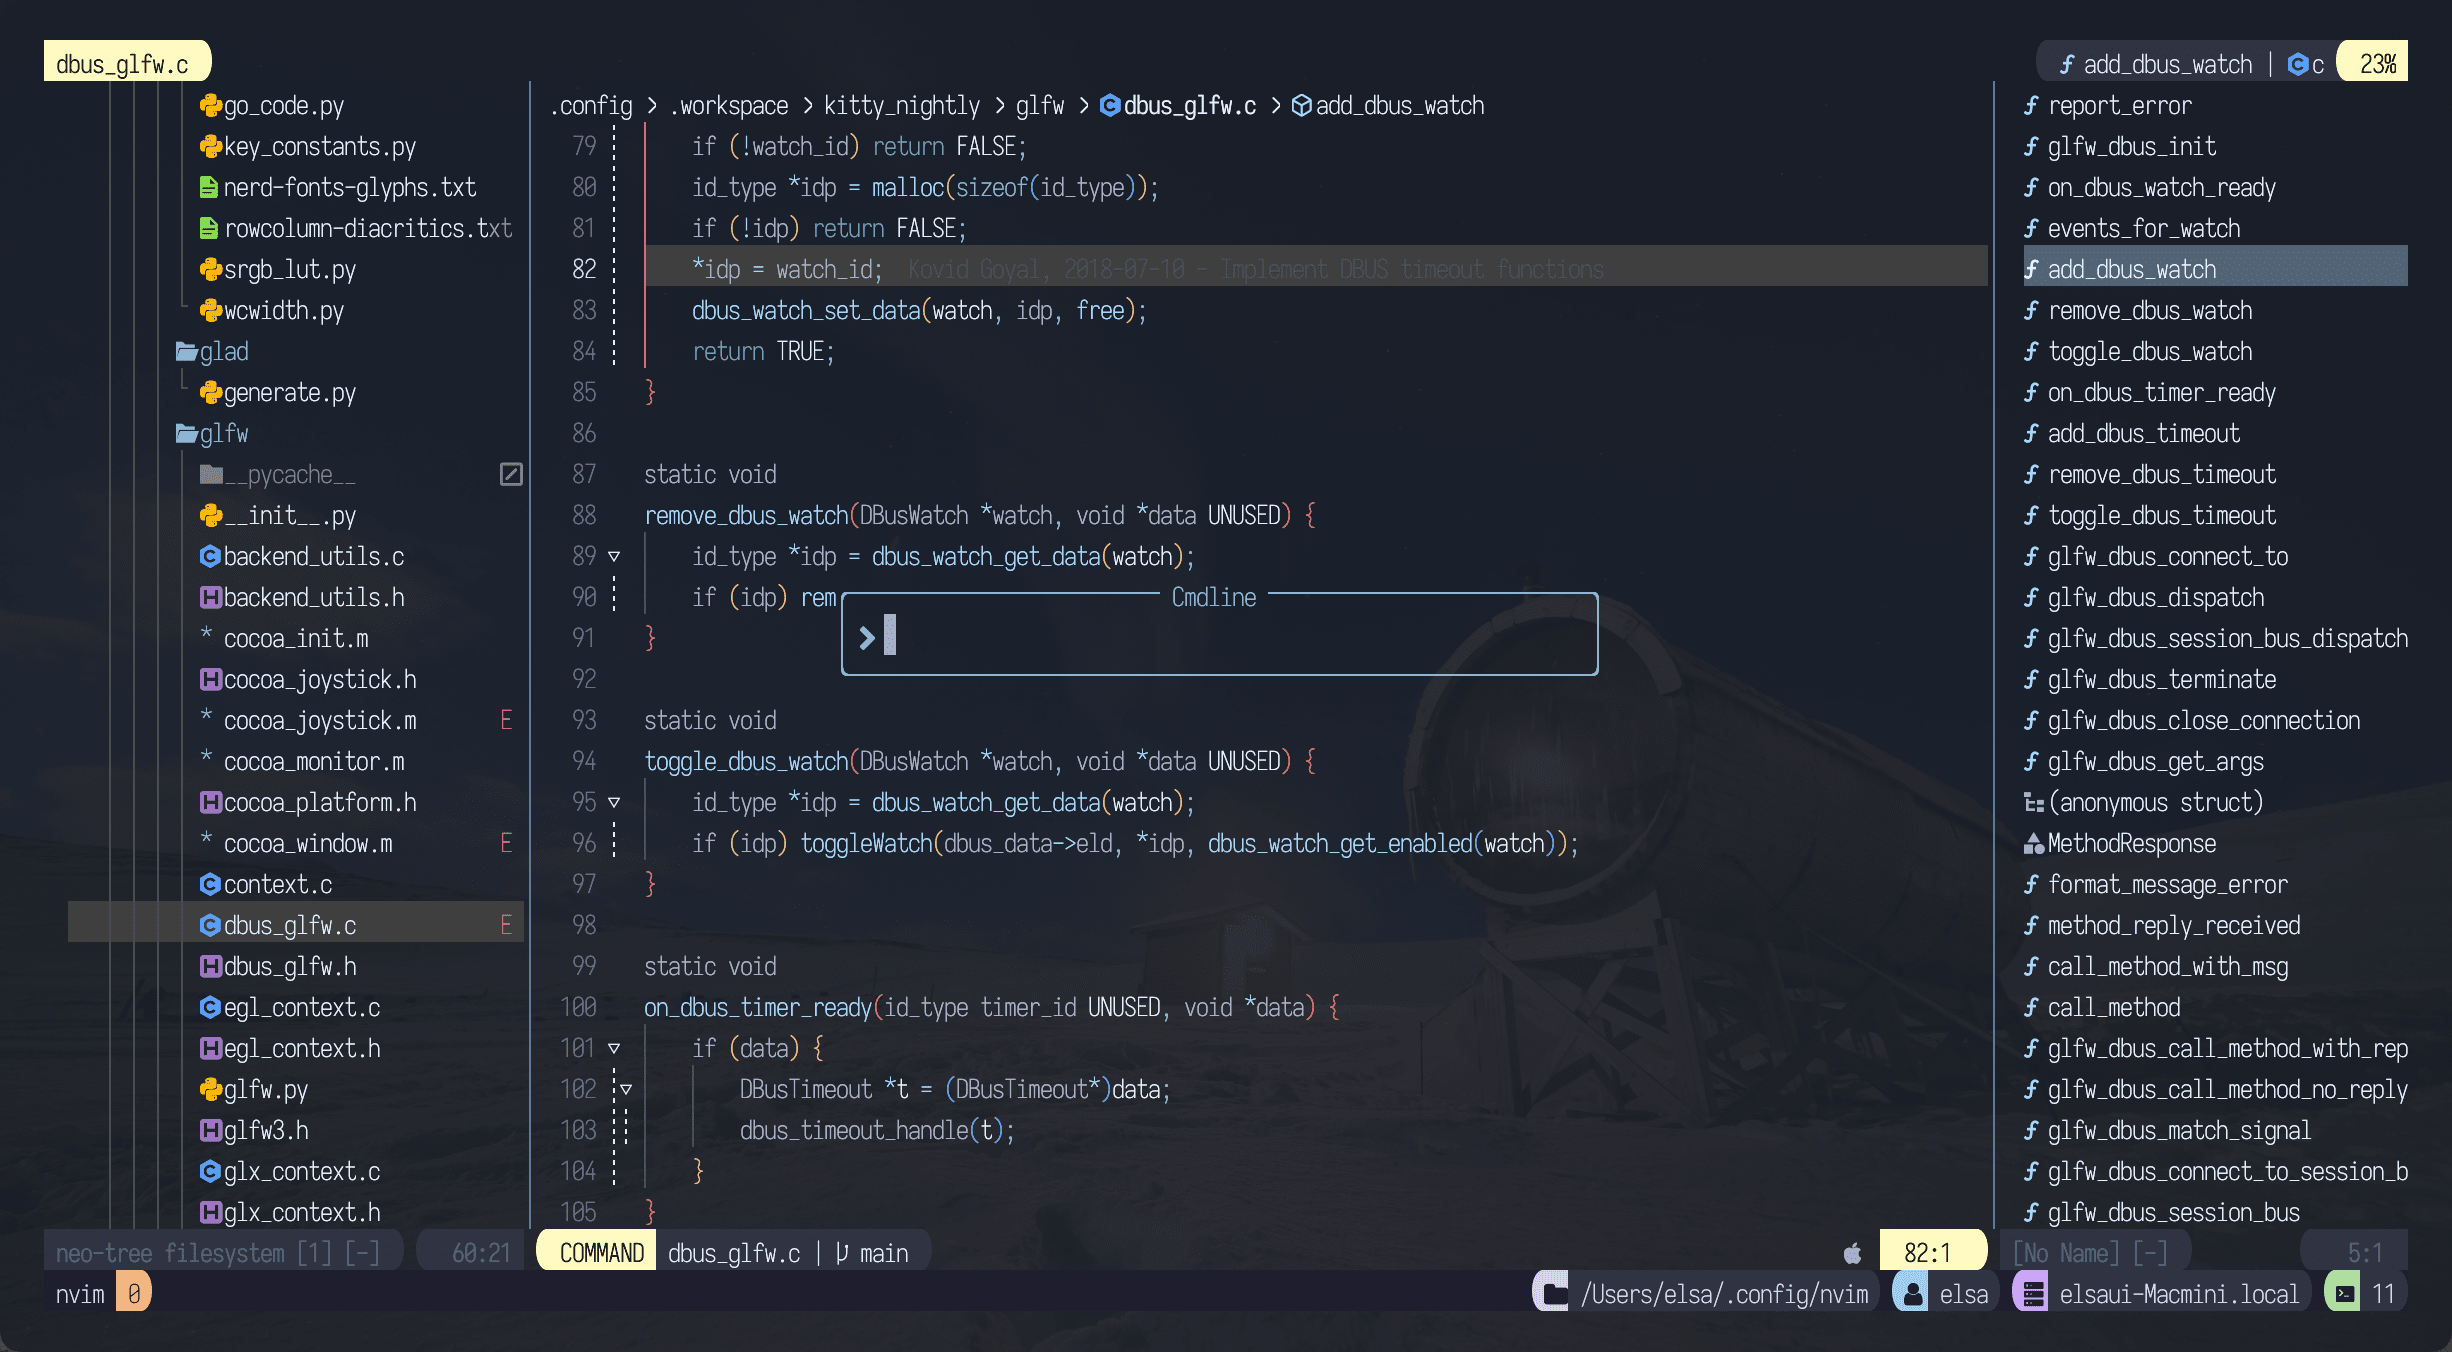 dbus_glfw.c
add_dbus_watch | c 23%
go_code.py
key_constants.py
nerd-fonts-glyphs.txt
rowcolumn-diacritics.txt
srgb_lut.py
wcwidth.py
glad
generate.py
glfw
__pycache__
__init__.py
backend_utils.c
backend_utils.h
* cocoa_init.m
cocoa_joystick.h
* cocoa_joystick.m E
* cocoa_monitor.m
cocoa_platform.h
* cocoa_window.m E
context.c
dbus_glfw.c E
dbus_glfw.h
egl_context.c
egl_context.h
glfw.py
glfw3.h
glx_context.c
glx_context.h
.config > .workspace > kitty_nightly > glfw > dbus_glfw.c > add_dbus_watch
79 if (!watch_id) return FALSE;
80 id_type *idp = malloc(sizeof(id_type));
81 if (!idp) return FALSE;
82 *idp = watch_id; Kovid Goyal, 2018-07-10 - Implement DBUS timeout functions
83 dbus_watch_set_data(watch, idp, free);
84 return TRUE;
85 }
86
87 static void
88 remove_dbus_watch(DBusWatch *watch, void *data UNUSED) {
89 id_type *idp = dbus_watch_get_data(watch);
90 if (idp) rem
Cmdline
91 }
92
93 static void
94 toggle_dbus_watch(DBusWatch *watch, void *data UNUSED) {
95 id_type *idp = dbus_watch_get_data(watch);
96 if (idp) toggleWatch(dbus_data->eld, *idp, dbus_watch_get_enabled(watch));
97 }
98
99 static void
100 on_dbus_timer_ready(id_type timer_id UNUSED, void *data) {
101 if (data) {
102 DBusTimeout *t = (DBusTimeout*)data;
103 dbus_timeout_handle(t);
104 }
105 }
report_error
glfw_dbus_init
on_dbus_watch_ready
events_for_watch
add_dbus_watch
remove_dbus_watch
toggle_dbus_watch
on_dbus_timer_ready
add_dbus_timeout
remove_dbus_timeout
toggle_dbus_timeout
glfw_dbus_connect_to
glfw_dbus_dispatch
glfw_dbus_session_bus_dispatch
glfw_dbus_terminate
glfw_dbus_close_connection
glfw_dbus_get_args
(anonymous struct)
MethodResponse
format_message_error
method_reply_received
call_method_with_msg
call_method
glfw_dbus_call_method_with_rep
glfw_dbus_call_method_no_reply
glfw_dbus_match_signal
glfw_dbus_connect_to_session_b
glfw_dbus_session_bus
neo-tree filesystem [1] [-] 60:21 COMMAND dbus_glfw.c | main 82:1 [No Name] [-] 5:1
nvim 0 /Users/elsa/.config/nvim elsa elsaui-Macmini.local 11